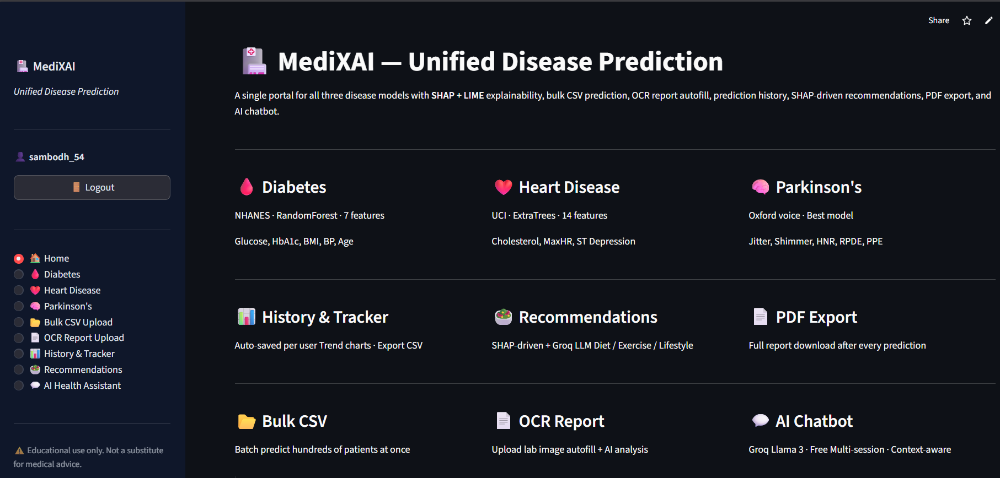 Share
MediXAI
Unified Disease Prediction
sambodh_54
Logout
Home
Diabetes
Heart Disease
Parkinson's
Bulk CSV Upload
OCR Report Upload
History & Tracker
Recommendations
AI Health Assistant
Educational use only. Not a substitute
for medical advice.
MediXAI — Unified Disease Prediction
A single portal for all three disease models with SHAP + LIME explainability, bulk CSV prediction, OCR report autofill, prediction history, SHAP-driven recommendations, PDF export, and
AI chatbot.
Diabetes
NHANES · RandomForest · 7 features
Glucose, HbA1c, BMI, BP, Age
Heart Disease
UCI · ExtraTrees · 14 features
Cholesterol, MaxHR, ST Depression
Parkinson's
Oxford voice · Best model
Jitter, Shimmer, HNR, RPDE, PPE
History & Tracker
Auto-saved per user Trend charts · Export CSV
Recommendations
SHAP-driven + Groq LLM Diet / Exercise / Lifestyle
PDF Export
Full report download after every prediction
Bulk CSV
Batch predict hundreds of patients at once
OCR Report
Upload lab image autofill + AI analysis
AI Chatbot
Groq Llama 3 · Free Multi-session · Context-aware